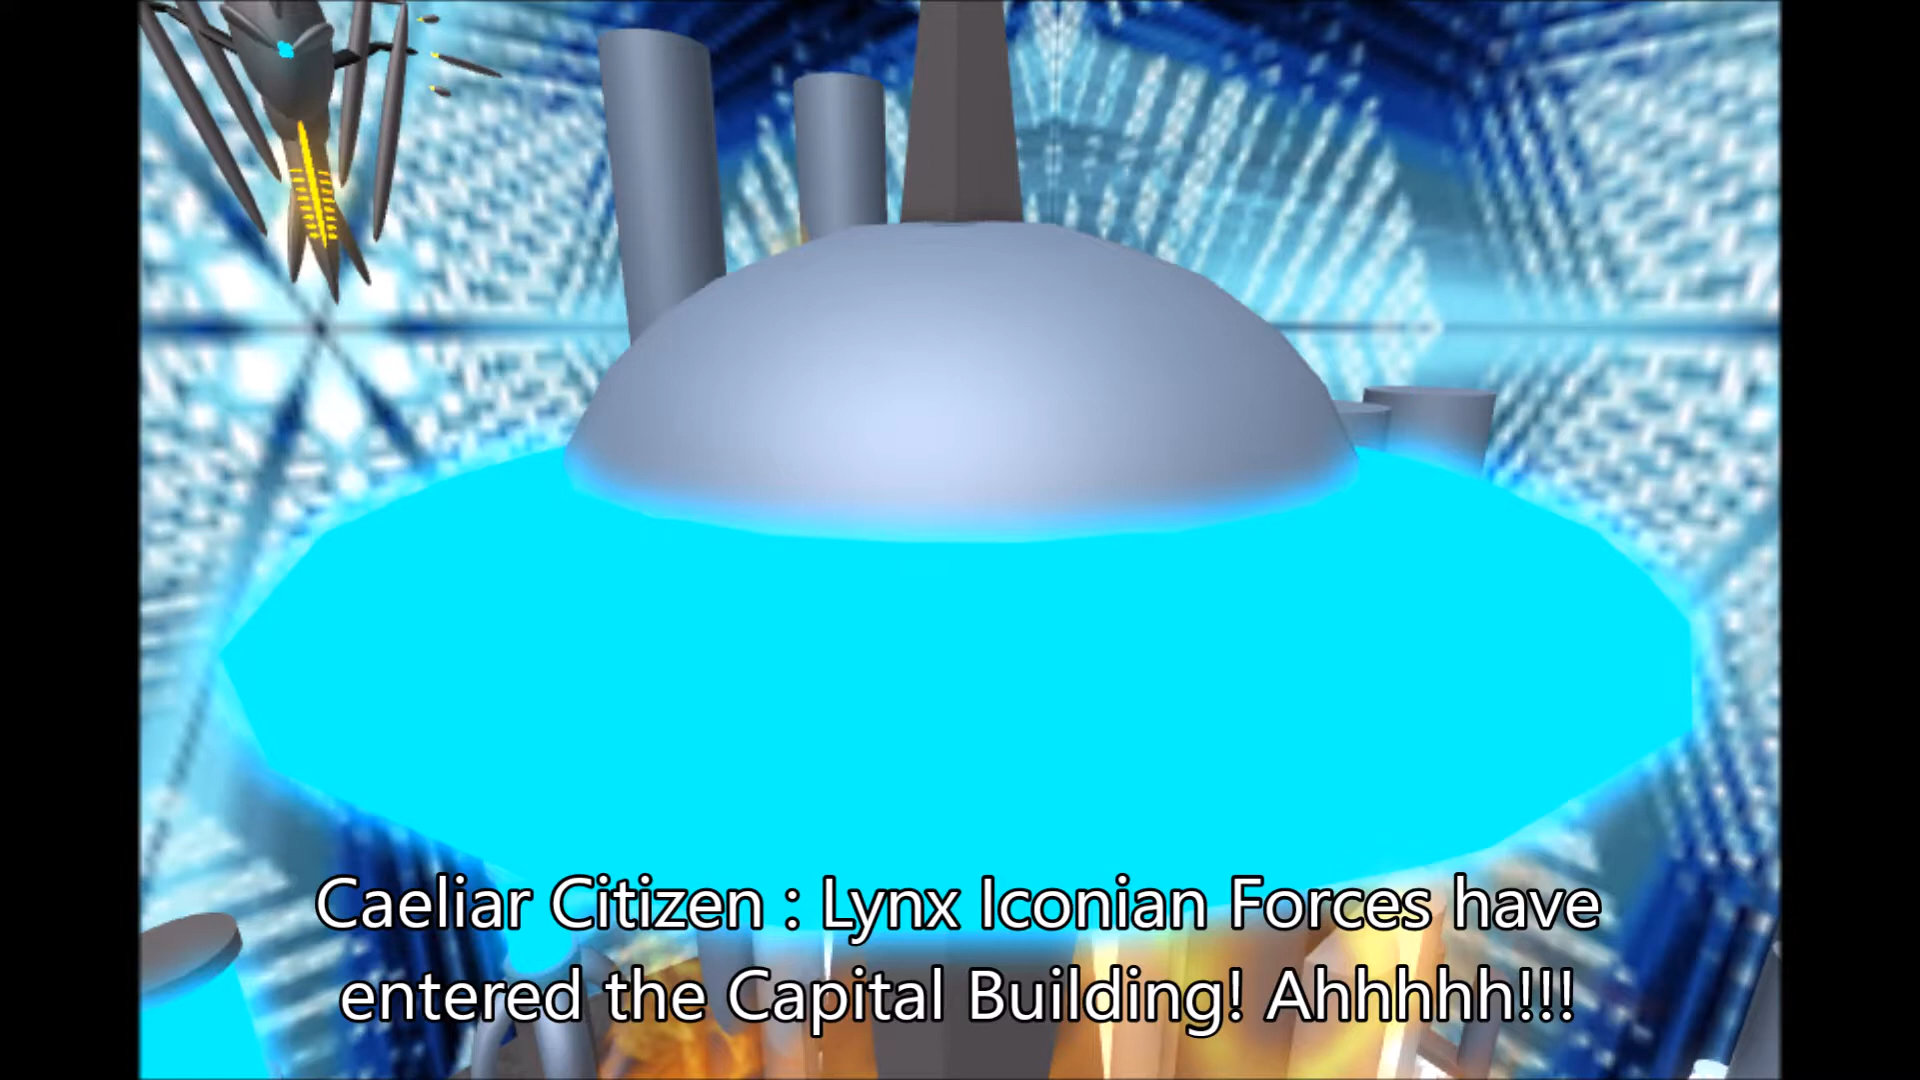 Caeliar Citizen : Lynx Iconian Forces have
entered the Capital Building! Ahhhhh!!!